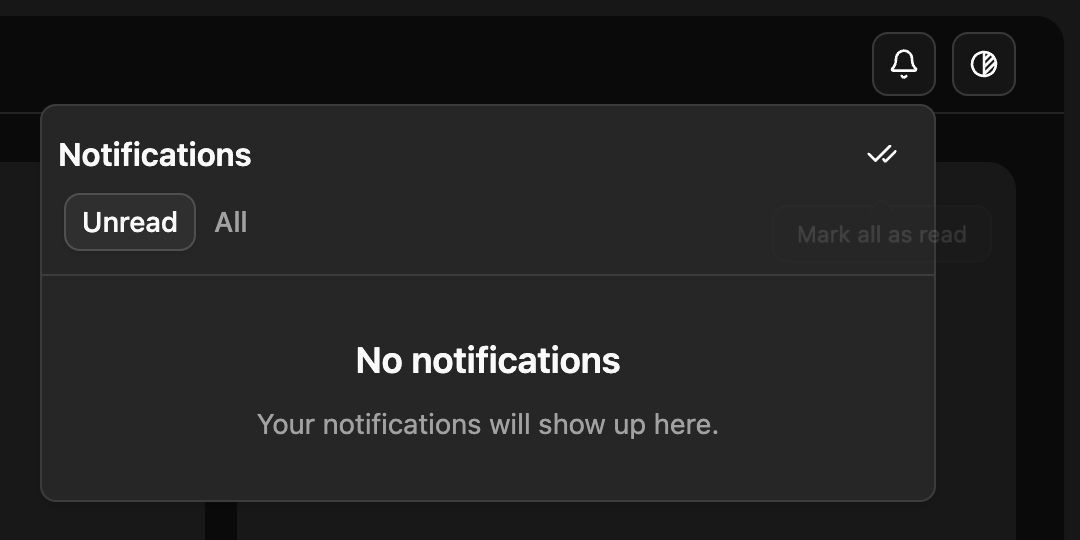 Notifications
Unread
All
Mark all as read
No notifications
Your notifications will show up here.